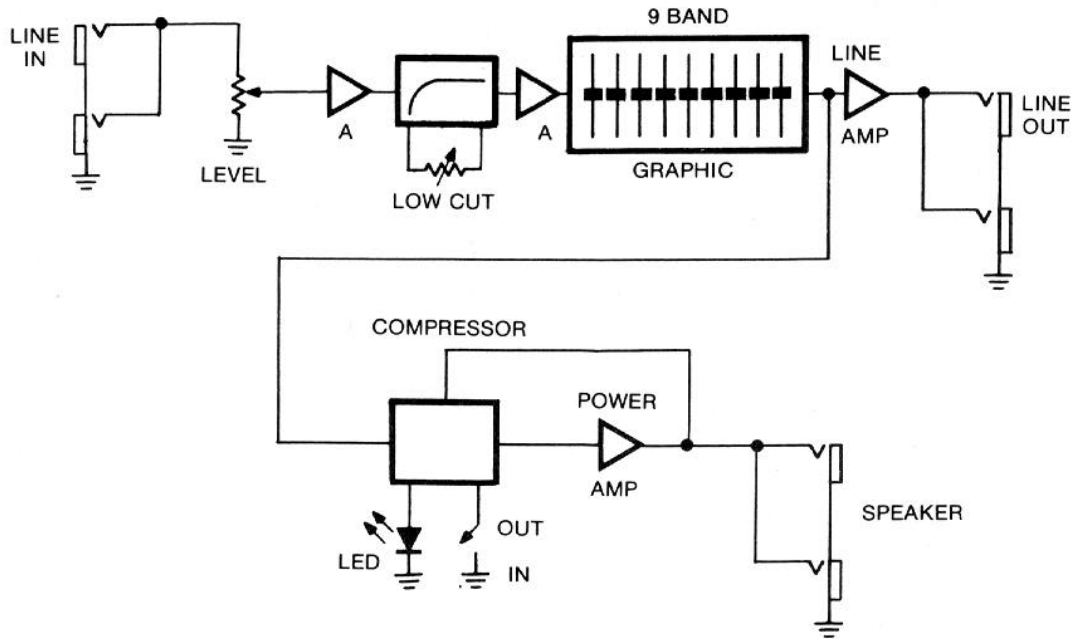 9 BAND
LINE
IN
LINE
LINE
OUT
A
A
AMP
LEVEL
GRAPHIC
LOW CUT
COMPRESSOR
POWER
AMP
SPEAKER
OUT
LED
IN